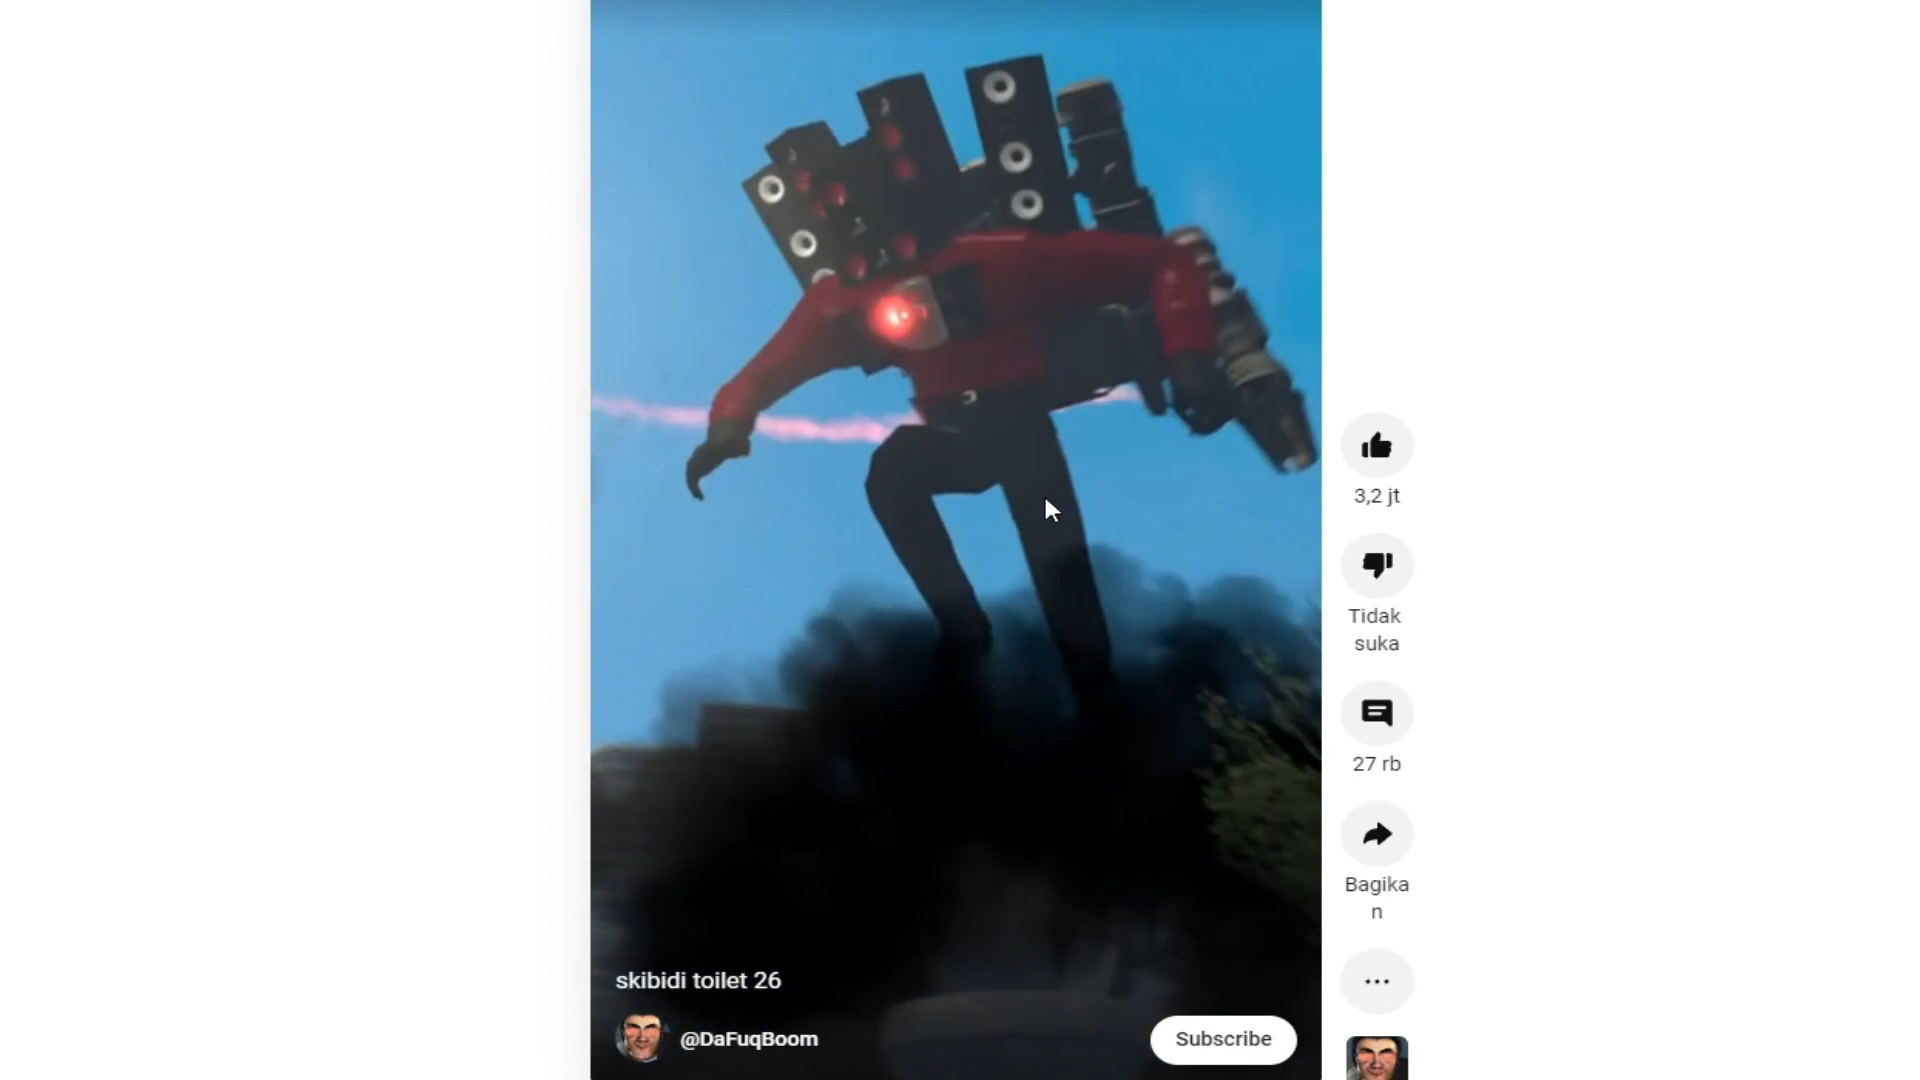 3,2 jt
Tidak
suka
27 rb
Bagika
n
skibidi toilet 26
@DaFuqBoom
Subscribe